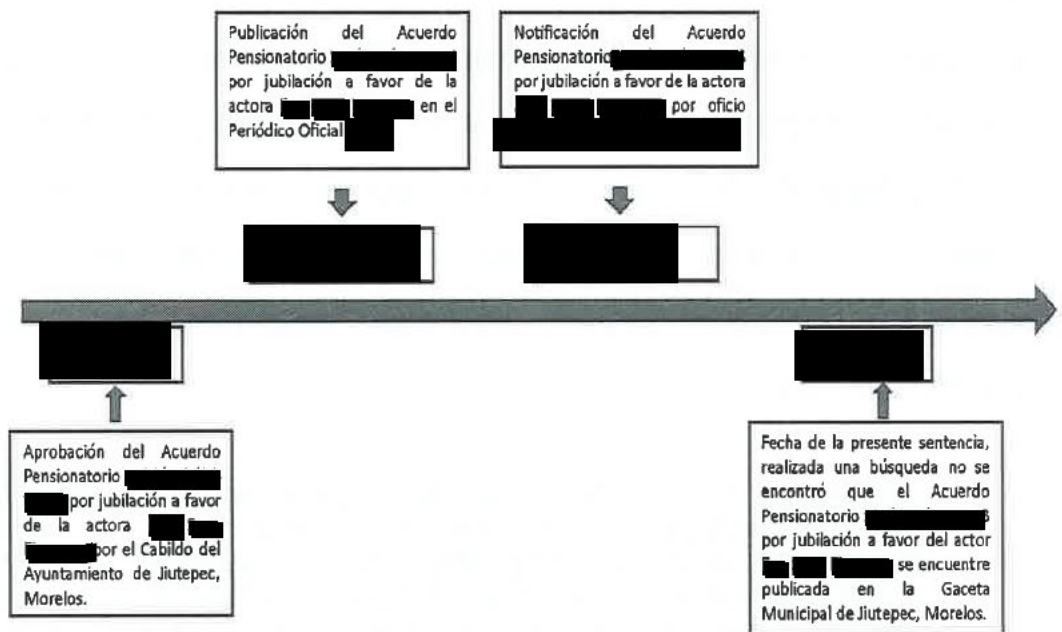 Publicación del Acuerdo
Pensionatorio
por jubilación a favor de la
actora en el
Periódico Oficial
Notificación del Acuerdo
Pensionatorio
por jubilación a favor de la actora
por oficio
Aprobación del Acuerdo
Pensionatorio
por jubilación a favor
de la actora
por el Cabildo del
Ayuntamiento de Jiutepec,
Morelos.
Fecha de la presente sentencia,
realizada una búsqueda no se
encontró que el Acuerdo
Pensionatorio
por jubilación a favor del actor
se encuentre
publicada en la Gaceta
Municipal de Jiutepec, Morelos.